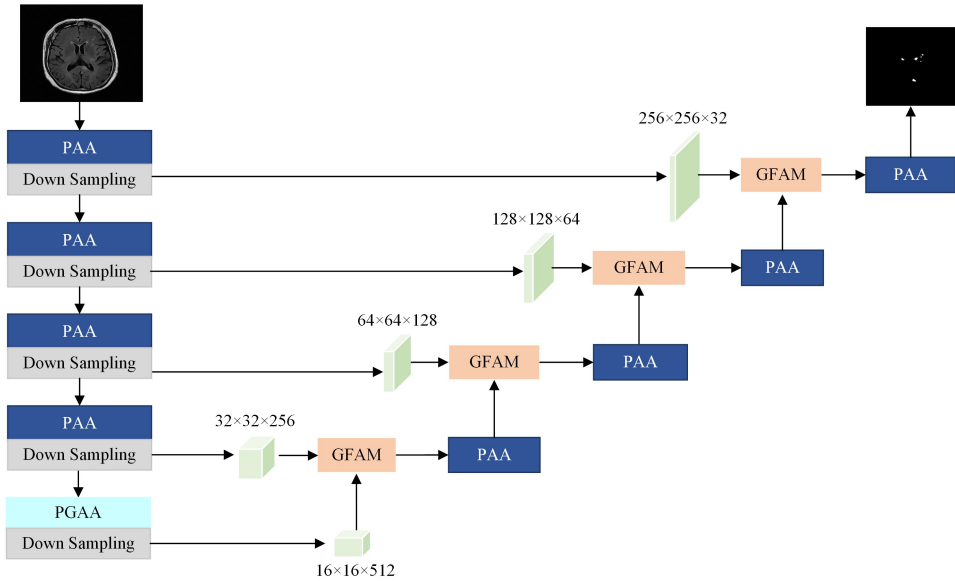 256×256×32
PAA
Down Sampling
GFAM
PAA
128×128×64
PAA
Down Sampling
GFAM
PAA
64×64×128
PAA
Down Sampling
GFAM
PAA
32×32×256
PAA
Down Sampling
GFAM
PAA
PGAA
Down Sampling
16×16×512